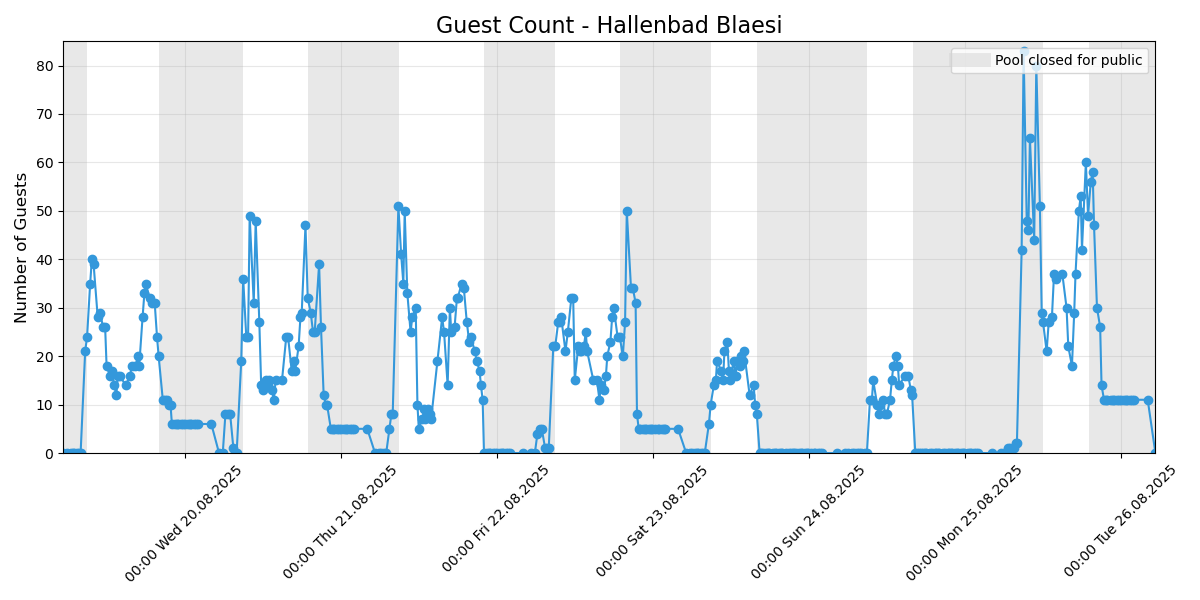 Guest Count - Hallenbad Blaesi
Pool closed for public
Number of Guests
80
70
60
50
40
30
20
10
0
00:00 Wed 20.08.2025
00:00 Thu 21.08.2025
00:00 Fri 22.08.2025
00:00 Sat 23.08.2025
00:00 Sun 24.08.2025
00:00 Mon 25.08.2025
00:00 Tue 26.08.2025